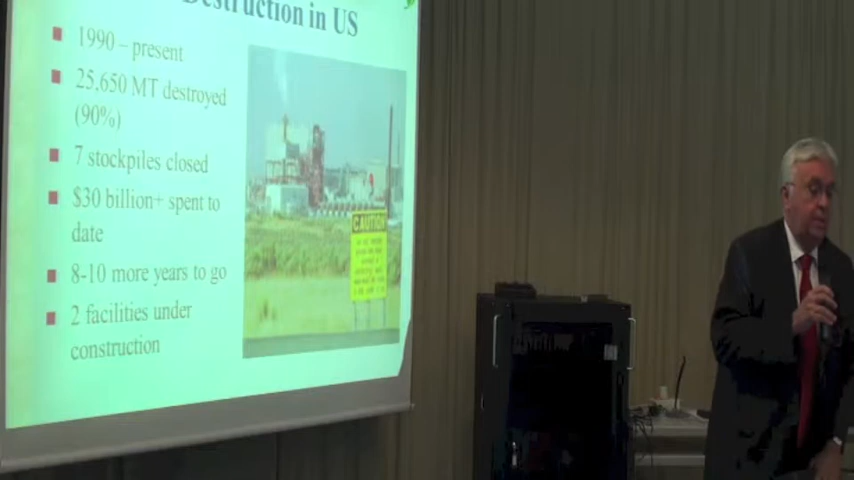 Destruction in US
1990 – present
25,650 MT destroyed
(90%)
7 stockpiles closed
$30 billion+ spent to
date
8-10 more years to go
2 facilities under
construction
CAUTION